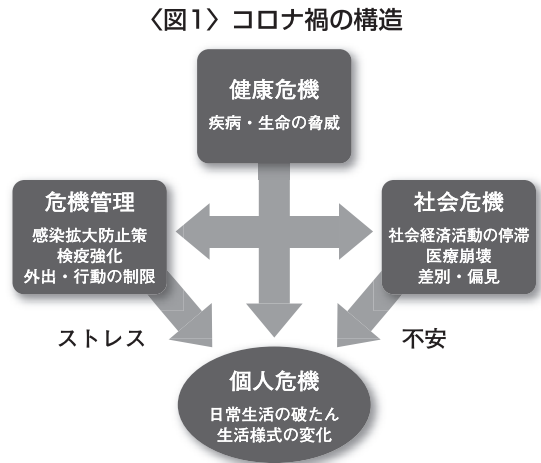 〈図1〉コロナ禍の構造
健康危機
疾病・生命の脅威
危機管理
感染拡大防止策
検疫強化
外出・行動の制限
社会危機
社会経済活動の停滞
医療崩壊
差別・偏見
ストレス
不安
個人危機
日常生活の破たん
生活様式の変化